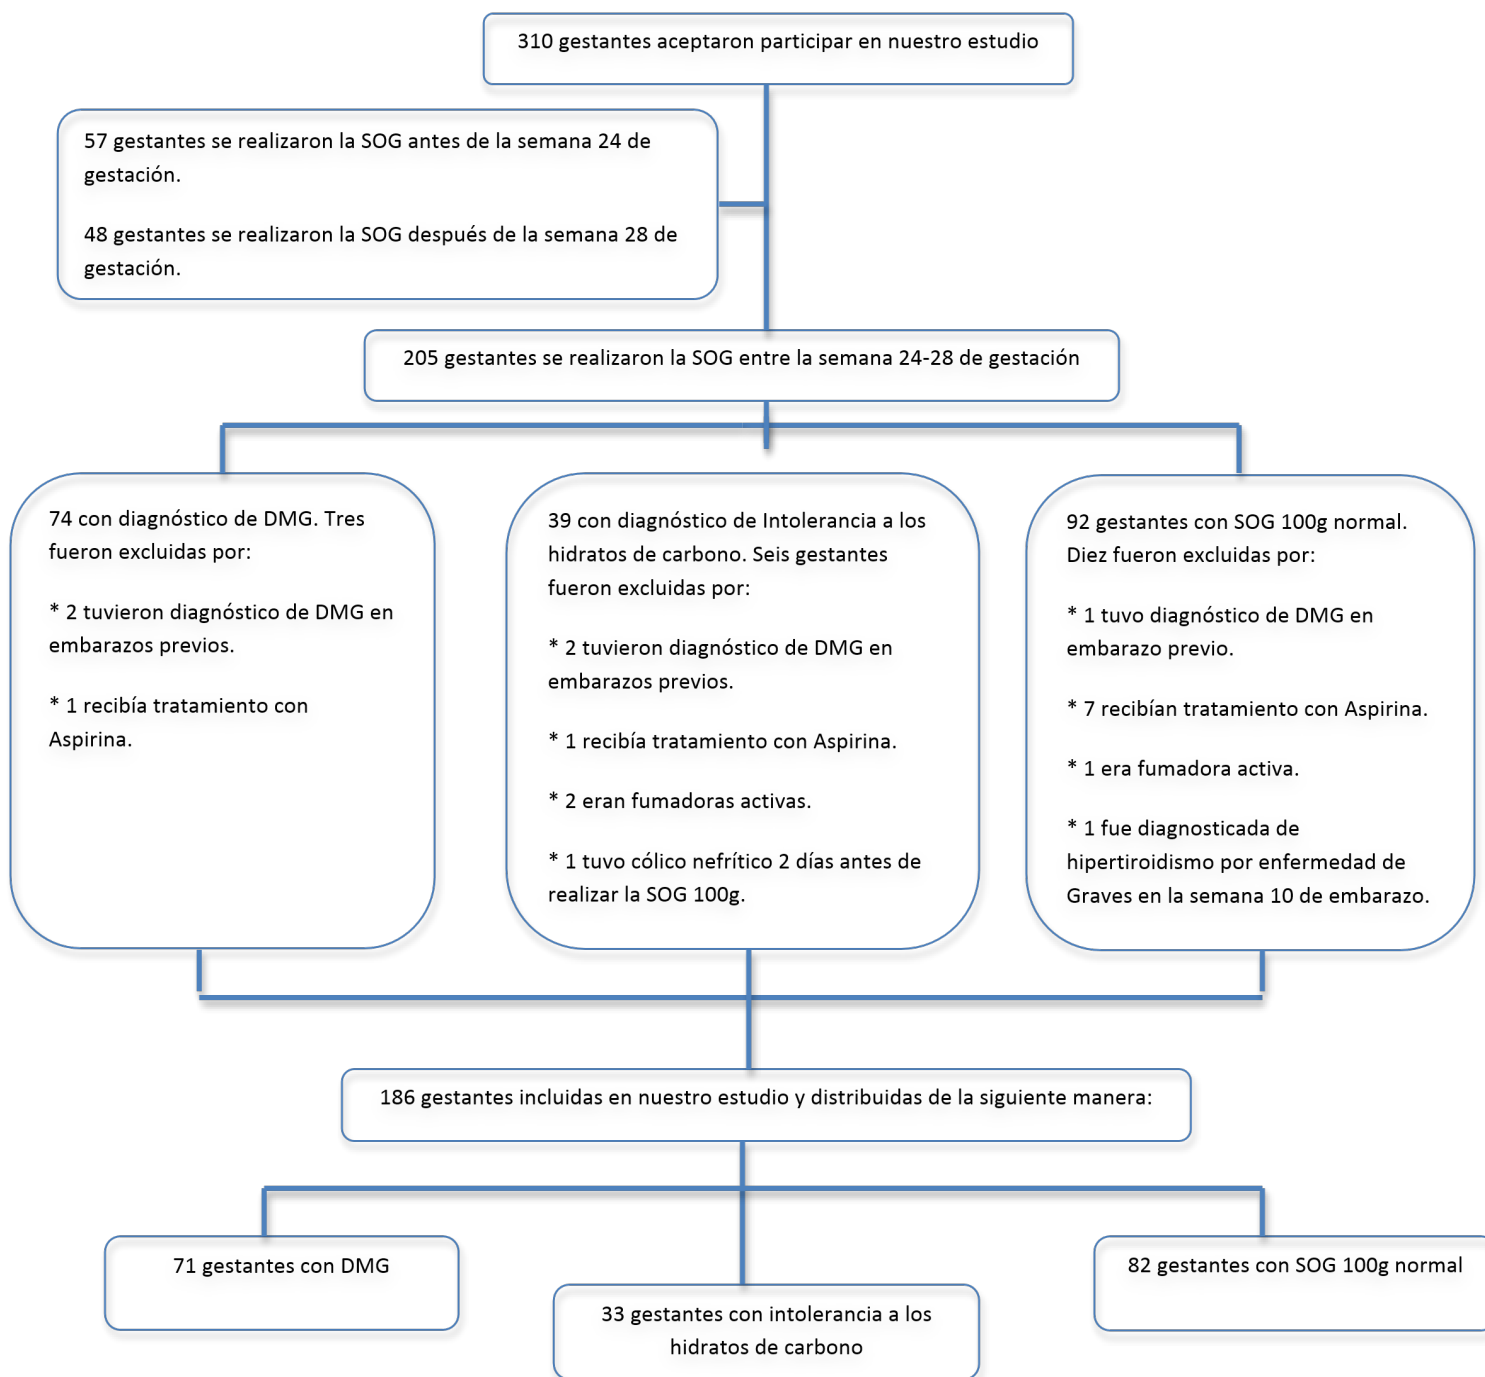 310 gestantes aceptaron participar en nuestro estudio
57 gestantes se realizaron la SOG antes de la semana 24 de
gestación.
48 gestantes se realizaron la SOG después de la semana 28 de
gestación.
205 gestantes se realizaron la SOG entre la semana 24-28 de gestación
74 con diagnóstico de DMG. Tres
fueron excluidas por:
* 2 tuvieron diagnóstico de DMG en
embarazos previos.
* 1 recibía tratamiento con
Aspirina.
39 con diagnóstico de Intolerancia a los
hidratos de carbono. Seis gestantes
fueron excluidas por:
* 2 tuvieron diagnóstico de DMG en
embarazos previos.
* 1 recibía tratamiento con Aspirina.
* 2 eran fumadoras activas.
* 1 tuvo cólico nefrítico 2 días antes de
realizar la SOG 100g.
92 gestantes con SOG 100g normal.
Diez fueron excluidas por:
* 1 tuvo diagnóstico de DMG en
embarazo previo.
* 7 recibían tratamiento con Aspirina.
* 1 era fumadora activa.
* 1 fue diagnosticada de
hipertiroidismo por enfermedad de
Graves en la semana 10 de embarazo.
186 gestantes incluidas en nuestro estudio y distribuidas de la siguiente manera:
71 gestantes con DMG
33 gestantes con intolerancia a los
hidratos de carbono
82 gestantes con SOG 100g normal